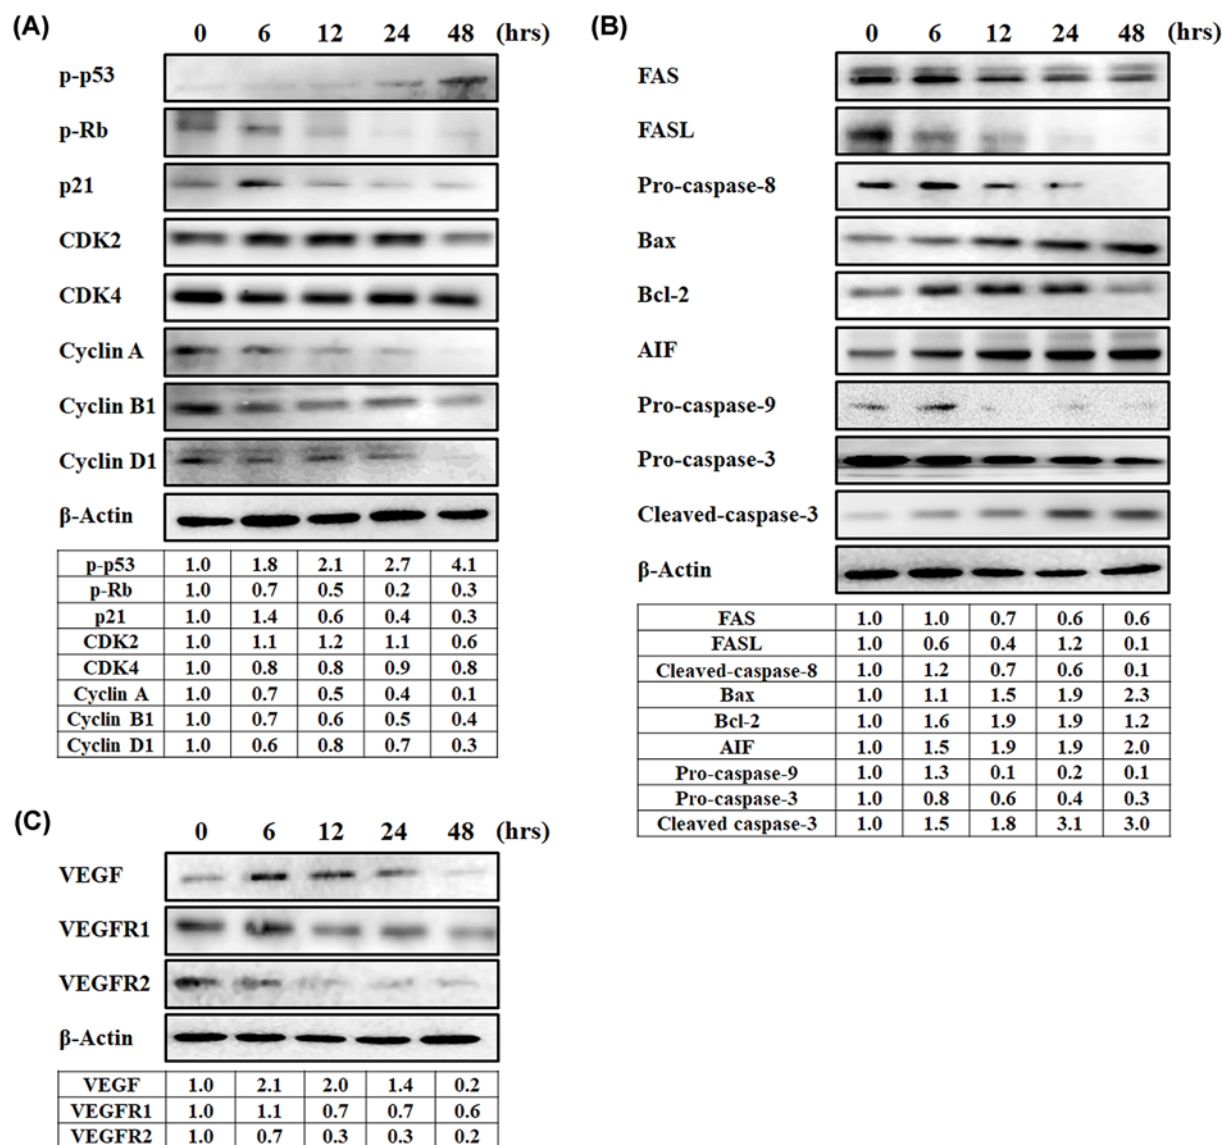 (A)
0 6 12 24 48 (hrs)
p-p53
p-Rb
p21
CDK2
CDK4
Cyclin A
Cyclin B1
Cyclin D1
β-Actin
p-p53 1.0 1.8 2.1 2.7 4.1
p-Rb 1.0 0.7 0.5 0.2 0.3
p21 1.0 1.4 0.6 0.4 0.3
CDK2 1.0 1.1 1.2 1.1 0.6
CDK4 1.0 0.8 0.8 0.9 0.8
Cyclin A 1.0 0.7 0.5 0.4 0.1
Cyclin B1 1.0 0.7 0.6 0.5 0.4
Cyclin D1 1.0 0.6 0.8 0.7 0.3
(B)
0 6 12 24 48 (hrs)
FAS
FASL
Pro-caspase-8
Bax
Bcl-2
AIF
Pro-caspase-9
Pro-caspase-3
Cleaved-caspase-3
β-Actin
FAS 1.0 1.0 0.7 0.6 0.6
FASL 1.0 0.6 0.4 1.2 0.1
Cleaved-caspase-8 1.0 1.2 0.7 0.6 0.1
Bax 1.0 1.1 1.5 1.9 2.3
Bcl-2 1.0 1.6 1.9 1.9 1.2
AIF 1.0 1.5 1.9 1.9 2.0
Pro-caspase-9 1.0 1.3 0.1 0.2 0.1
Pro-caspase-3 1.0 0.8 0.6 0.4 0.3
Cleaved caspase-3 1.0 1.5 1.8 3.1 3.0
(C)
0 6 12 24 48 (hrs)
VEGF
VEGFR1
VEGFR2
β-Actin
VEGF 1.0 2.1 2.0 1.4 0.2
VEGFR1 1.0 1.1 0.7 0.7 0.6
VEGFR2 1.0 0.7 0.3 0.3 0.2